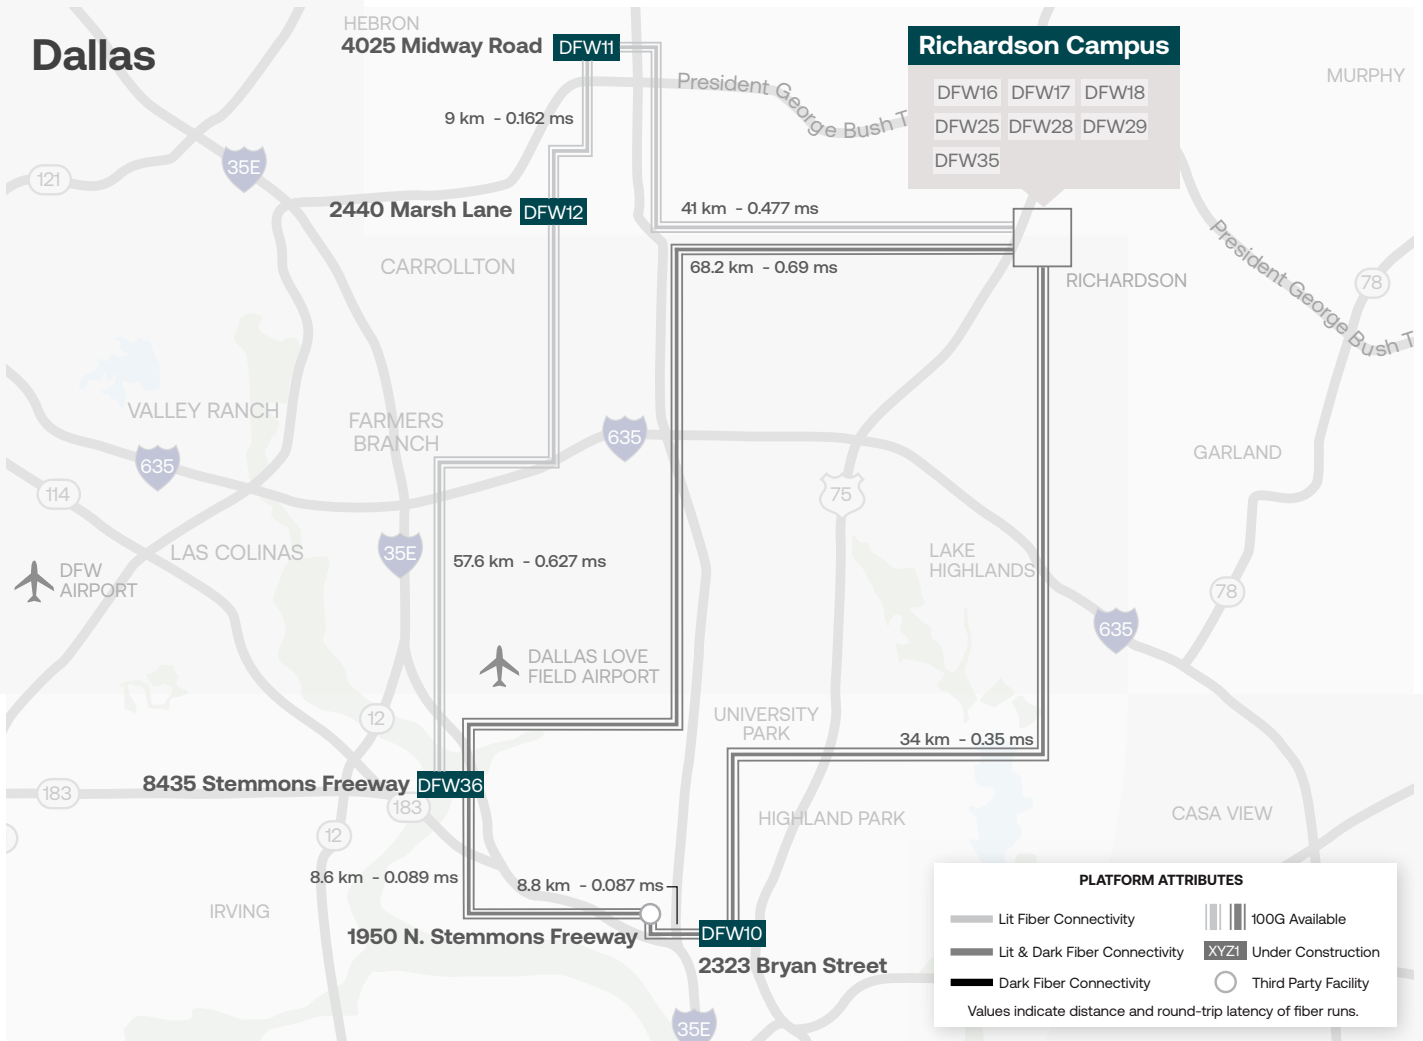 Dallas
HEBRON
4025 Midway Road
DFW11
Richardson Campus
DFW16 DFW17 DFW18
DFW25 DFW28 DFW29
DFW35
MURPHY
President George Bush T
9 km - 0.162 ms
35E
121
2440 Marsh Lane
DFW12
41 km - 0.477 ms
68.2 km - 0.69 ms
CARROLLTON
RICHARDSON
President George Bush T
78
VALLEY RANCH
FARMERS
BRANCH
635
635
GARLAND
114
75
LAS COLINAS
35E
57.6 km - 0.627 ms
LAKE
HIGHLANDS
DFW
AIRPORT
78
635
DALLAS LOVE
FIELD AIRPORT
12
UNIVERSITY
PARK
34 km - 0.35 ms
8435 Stemmons Freeway
DFW36
183
183
12
HIGHLAND PARK
CASA VIEW
8.6 km - 0.089 ms
8.8 km - 0.087 ms
IRVING
1950 N. Stemmons Freeway
DFW10
2323 Bryan Street
35E
PLATFORM ATTRIBUTES
Lit Fiber Connectivity
100G Available
Lit & Dark Fiber Connectivity
XYZ1 Under Construction
Dark Fiber Connectivity
Third Party Facility
Values indicate distance and round-trip latency of fiber runs.